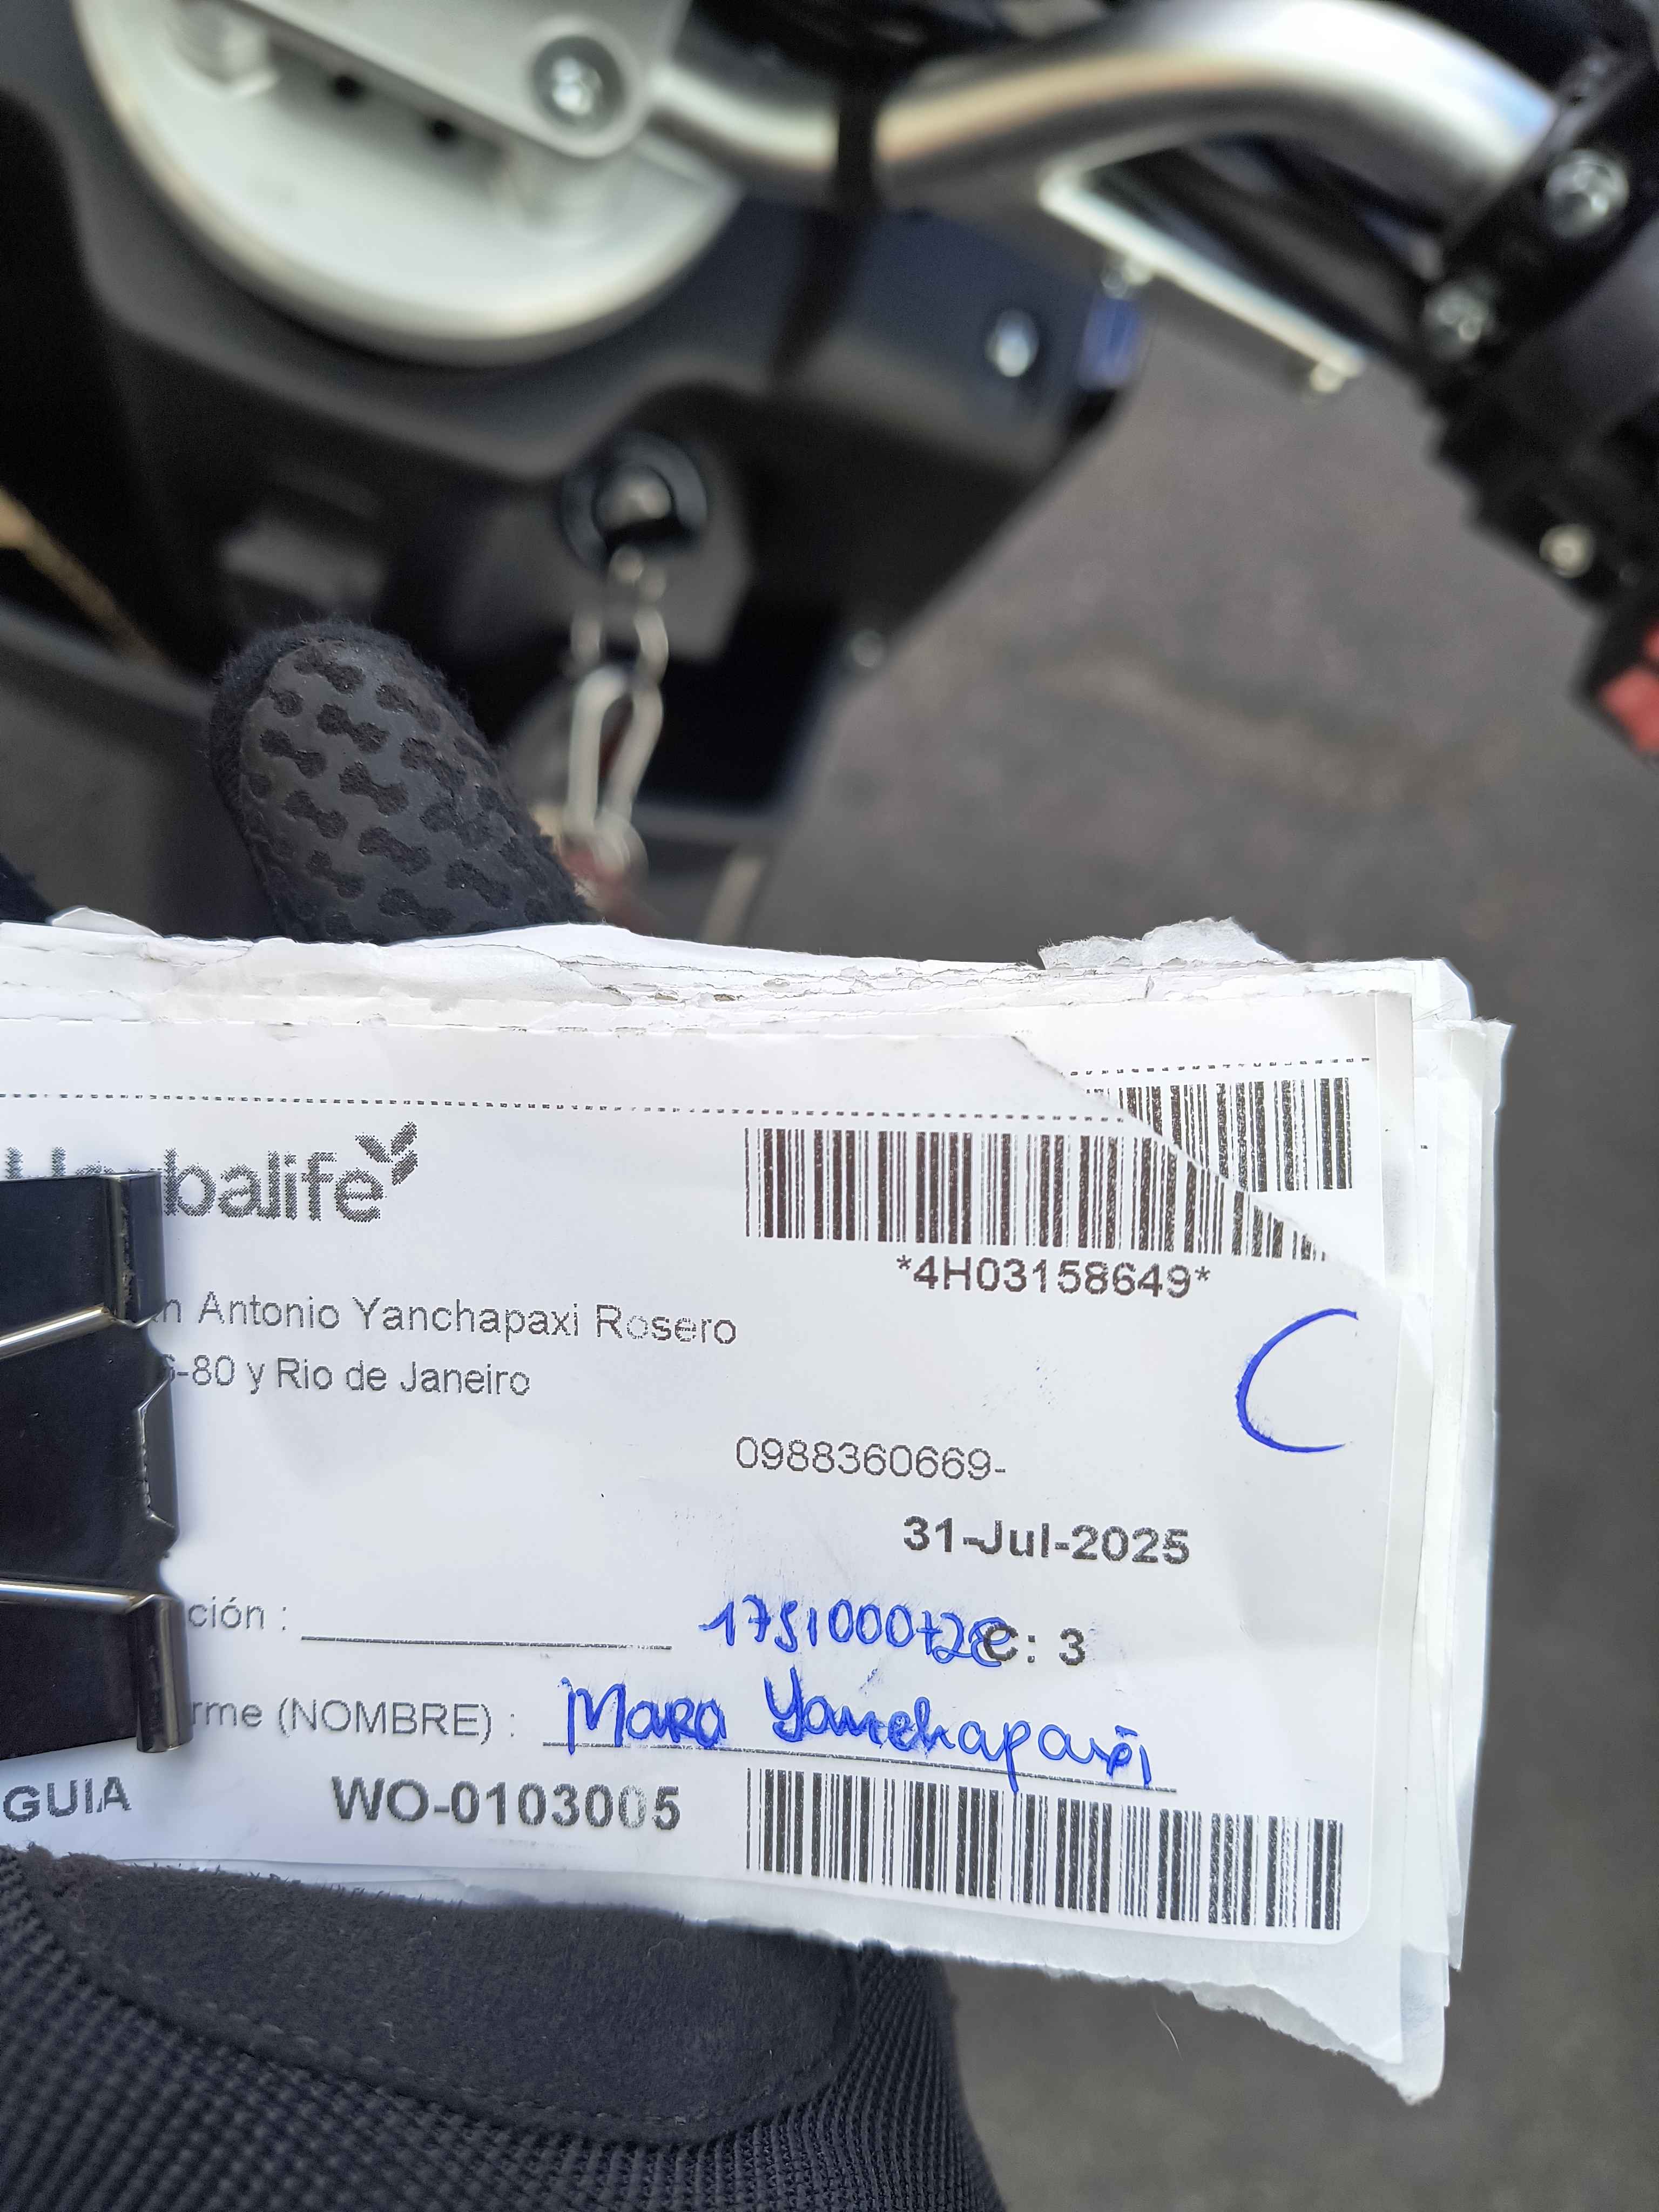 Herbalife
*4H03158649*
Antonio Yanchapaxi Rosero
-80 y Rio de Janeiro
C
0988360669-
31-Jul-2025
ción :
C: 3
rme (NOMBRE) : Mara Yanchapaxi
GUIA WO-0103005